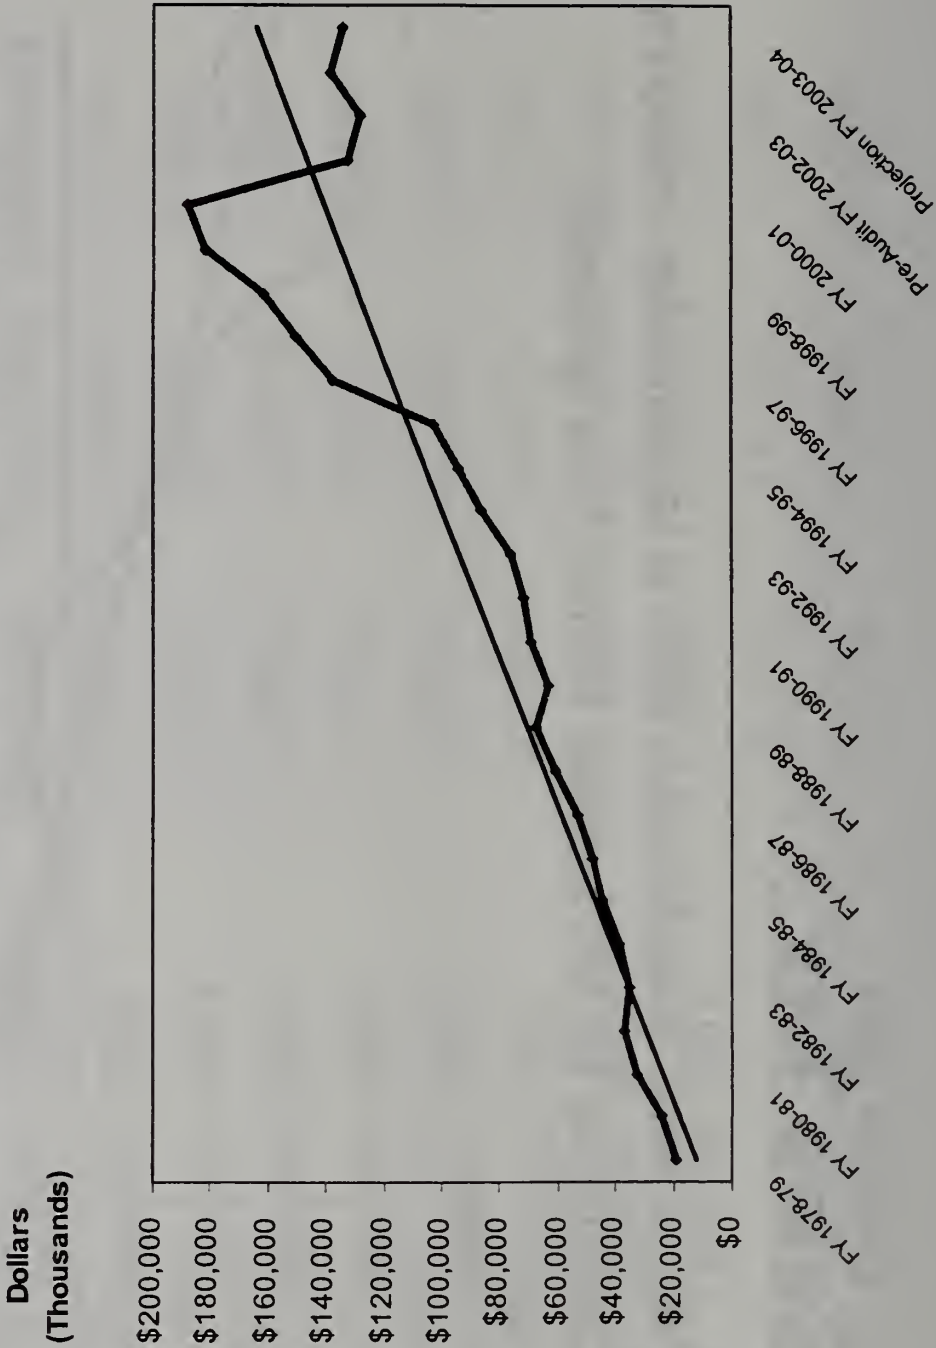 Dollars
(Thousands)
$200,000
$180,000
$160,000
$140,000
$120,000
$100,000
$80,000
$60,000
$40,000
$20,000
$0
FY 1978-79
FY 1980-81
FY 1982-83
FY 1984-85
FY 1986-87
FY 1988-89
FY 1990-91
FY 1992-93
FY 1994-95
FY 1996-97
FY 1998-99
FY 2000-01
Pre-Audit FY 2002-03
Projection FY 2003-04